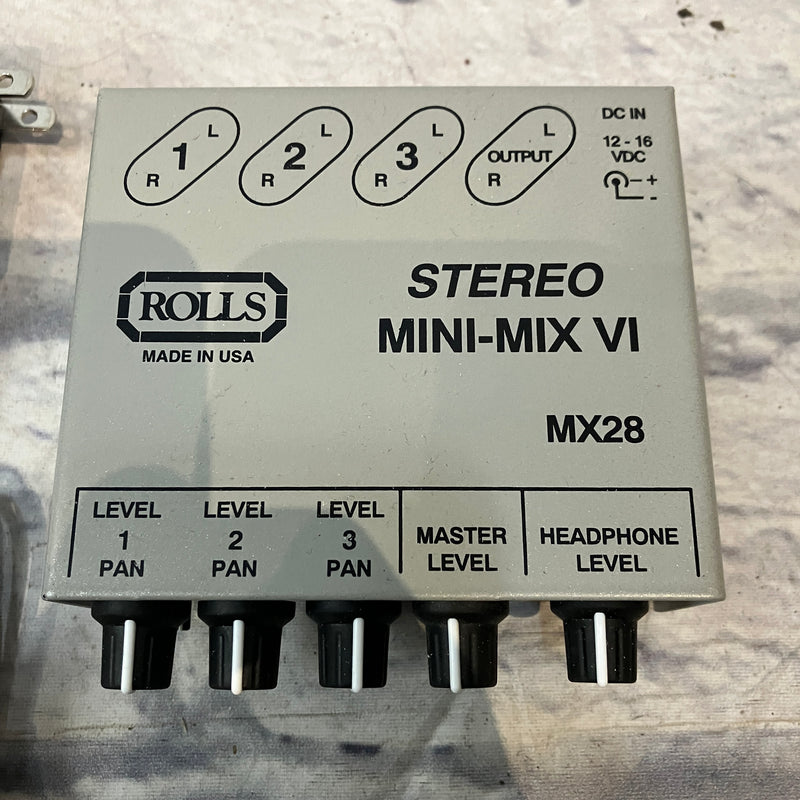 L L L L DC IN
1 2 3 OUTPUT 12 - 16
VDC
R R R R - +
-
ROLLS
MADE IN USA
STEREO
MINI-MIX VI
MX28
LEVEL LEVEL LEVEL
1 2 3
PAN PAN PAN
MASTER
LEVEL
HEADPHONE
LEVEL